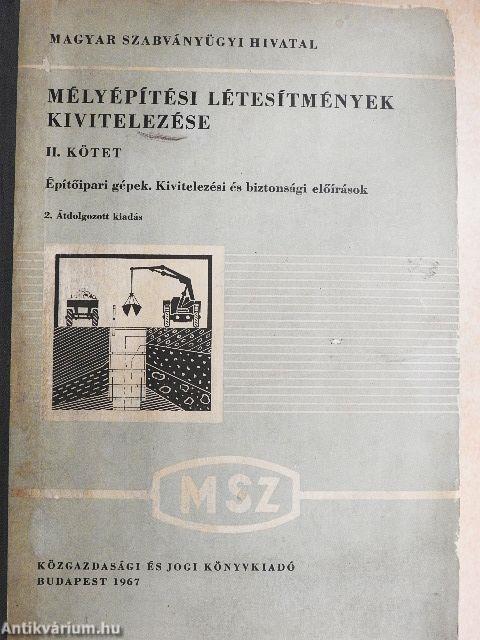 MAGYAR SZABVÁNYÜGYI HIVATAL
MÉLYÉPÍTÉSI LÉTESÍTMÉNYEK
KIVITELEZÉSE
II. KÖTET
Építőipari gépek. Kivitelezési és biztonsági előírások
2. Átdolgozott kiadás
MSZ
KÖZGAZDASÁGI ÉS JOGI KÖNYVKIADÓ
BUDAPEST 1967
Antikvárium.hu